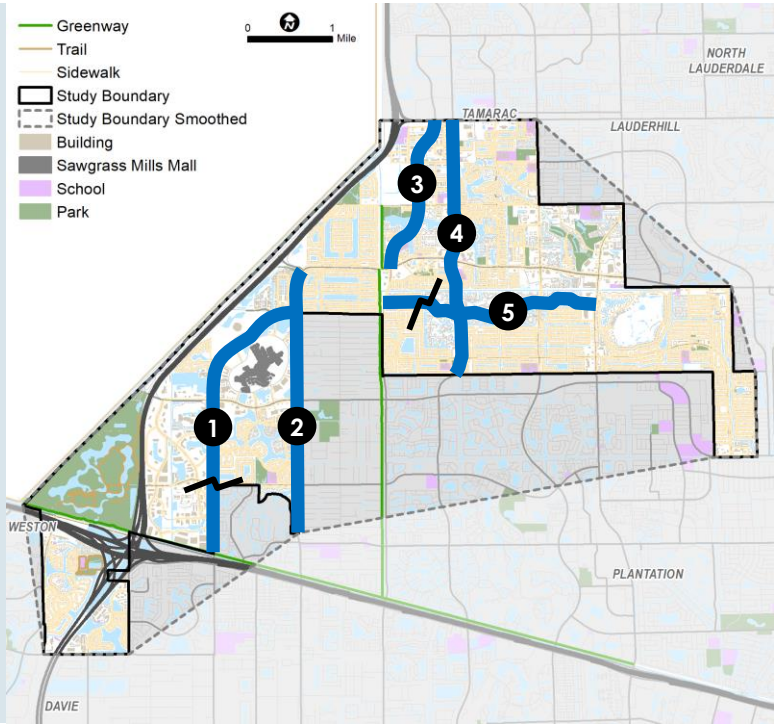 Greenway
Trail
Sidewalk
Study Boundary
Study Boundary Smoothed
Building
Sawgrass Mills Mall
School
Park
N
0 1
Mile
NORTH
LAUDERDALE
TAMARAC
LAUDERHILL
3
4
5
1
2
WESTON
PLANTATION
DAVIE